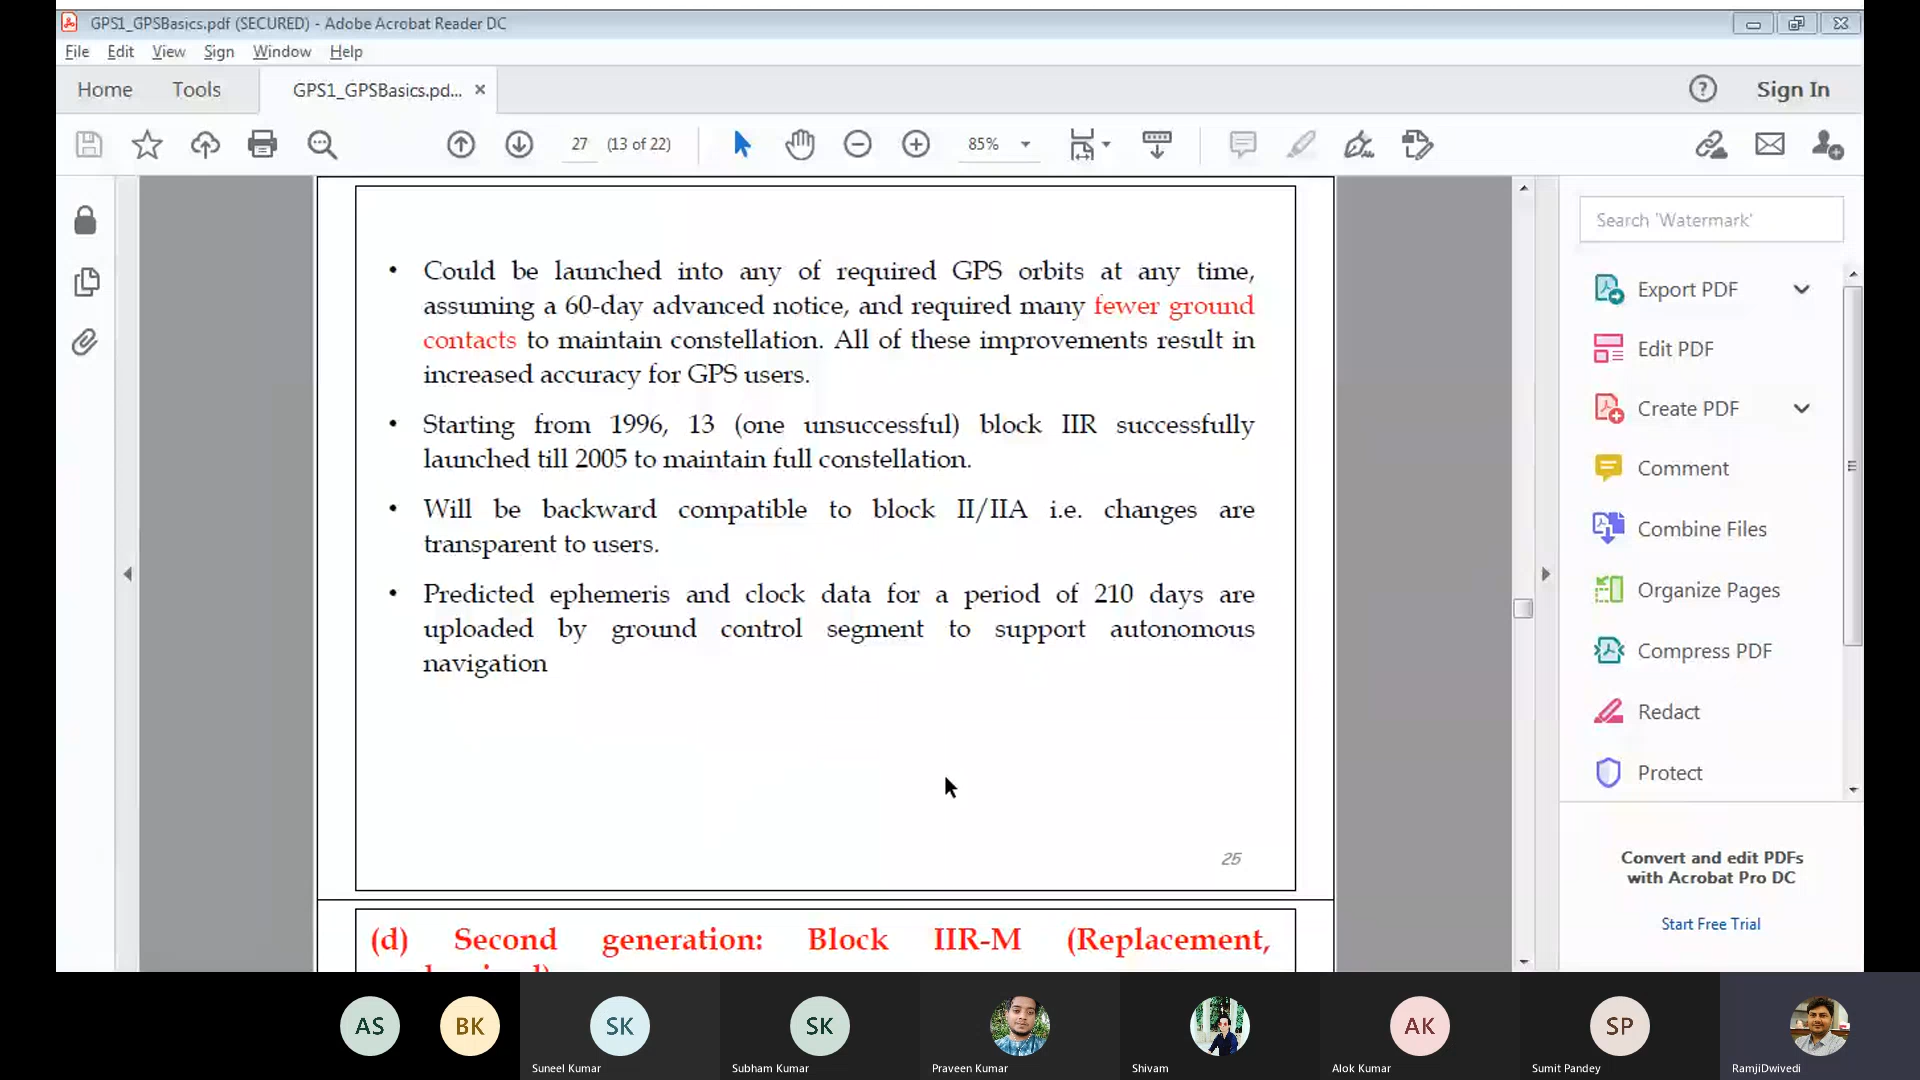 GPS1_GPSBasics.pdf (SECURED) - Adobe Acrobat Reader DC
File Edit View Sign Window Help
Home Tools GPS1_GPSBasics.pd... × ? Sign In
27 (13 of 22) 85%
• Could be launched into any of required GPS orbits at any time,
assuming a 60-day advanced notice, and required many fewer ground
contacts to maintain constellation. All of these improvements result in
increased accuracy for GPS users.
• Starting from 1996, 13 (one unsuccessful) block IIR successfully
launched till 2005 to maintain full constellation.
• Will be backward compatible to block II/IIA i.e. changes are
transparent to users.
• Predicted ephemeris and clock data for a period of 210 days are
uploaded by ground control segment to support autonomous
navigation
25
(d) Second generation: Block IIR-M (Replacement,
Search 'Watermark'
Export PDF
Edit PDF
Create PDF
Comment
Combine Files
Organize Pages
Compress PDF
Redact
Protect
Convert and edit PDFs
with Acrobat Pro DC
Start Free Trial
AS BK SK SK AK SP
Suneel Kumar Subham Kumar Praveen Kumar Shivam Alok Kumar Sumit Pandey RamjiDwivedi